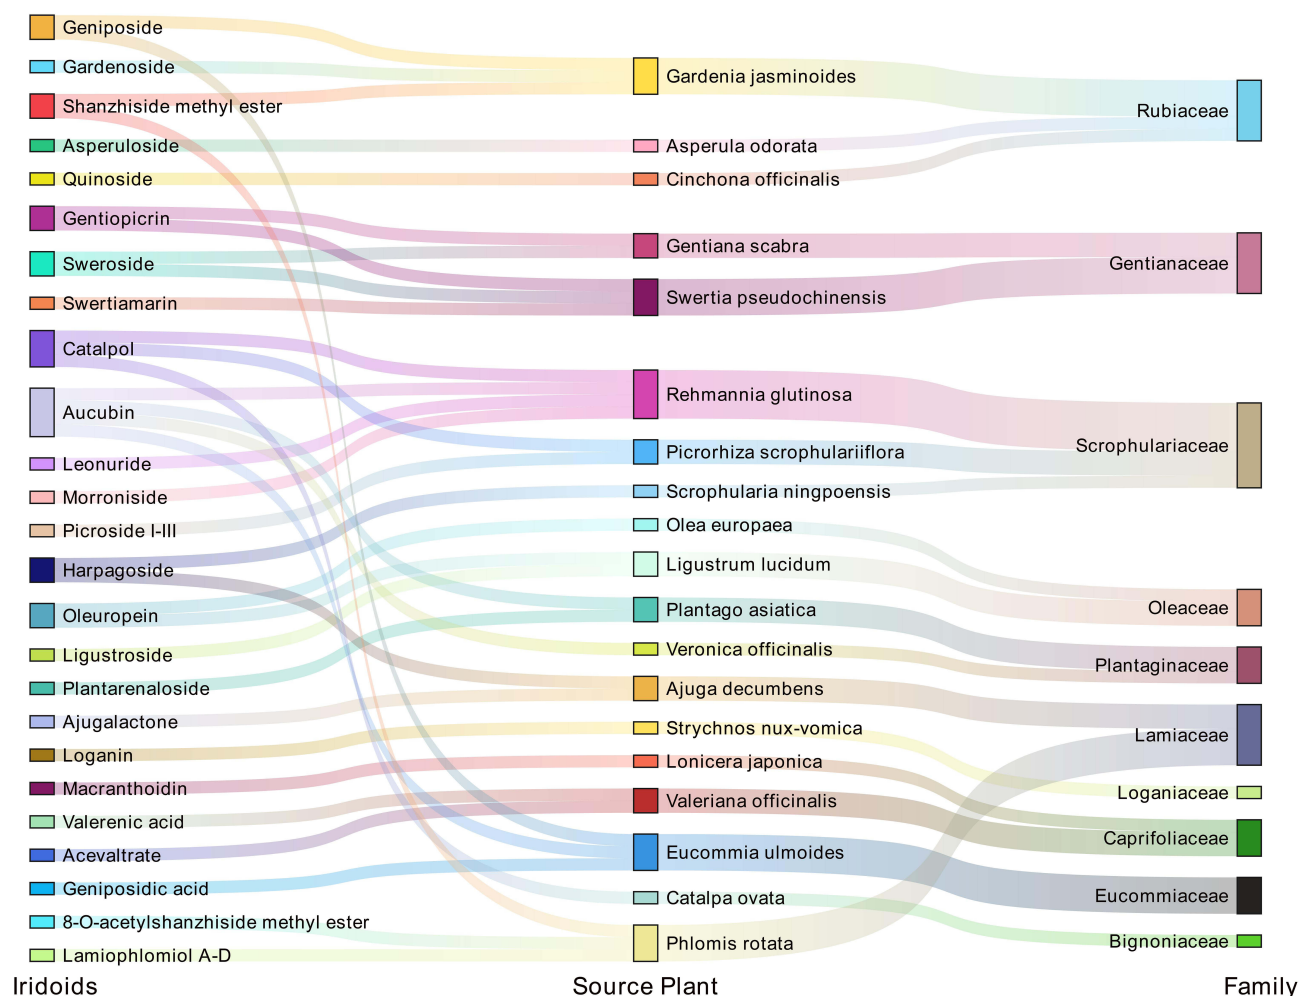 Geniposide
Gardenoside
Shanzhiside methyl ester
Asperuloside
Quinoside
Gentiopicrin
Sweroside
Swertiamarin
Catalpol
Aucubin
Leonuride
Morroniside
Picroside I-III
Harpagoside
Oleuropein
Ligustroside
Plantarenaloside
Ajugalactone
Loganin
Macranthoidin
Valerenic acid
Acevaltrate
Geniposidic acid
8-O-acetylshanzhiside methyl ester
Lamiophlomiol A-D
Iridoids
Gardenia jasminoides
Asperula odorata
Cinchona officinalis
Gentiana scabra
Swertia pseudochinensis
Rehmannia glutinosa
Picrorhiza scrophulariiflora
Scrophularia ningpoensis
Olea europaea
Ligustrum lucidum
Plantago asiatica
Veronica officinalis
Ajuga decumbens
Strychnos nux-vomica
Lonicera japonica
Valeriana officinalis
Eucommia ulmoides
Catalpa ovata
Phlomis rotata
Source Plant
Rubiaceae
Gentianaceae
Scrophulariaceae
Oleaceae
Plantaginaceae
Lamiaceae
Loganiaceae
Caprifoliaceae
Eucommiaceae
Bignoniaceae
Family